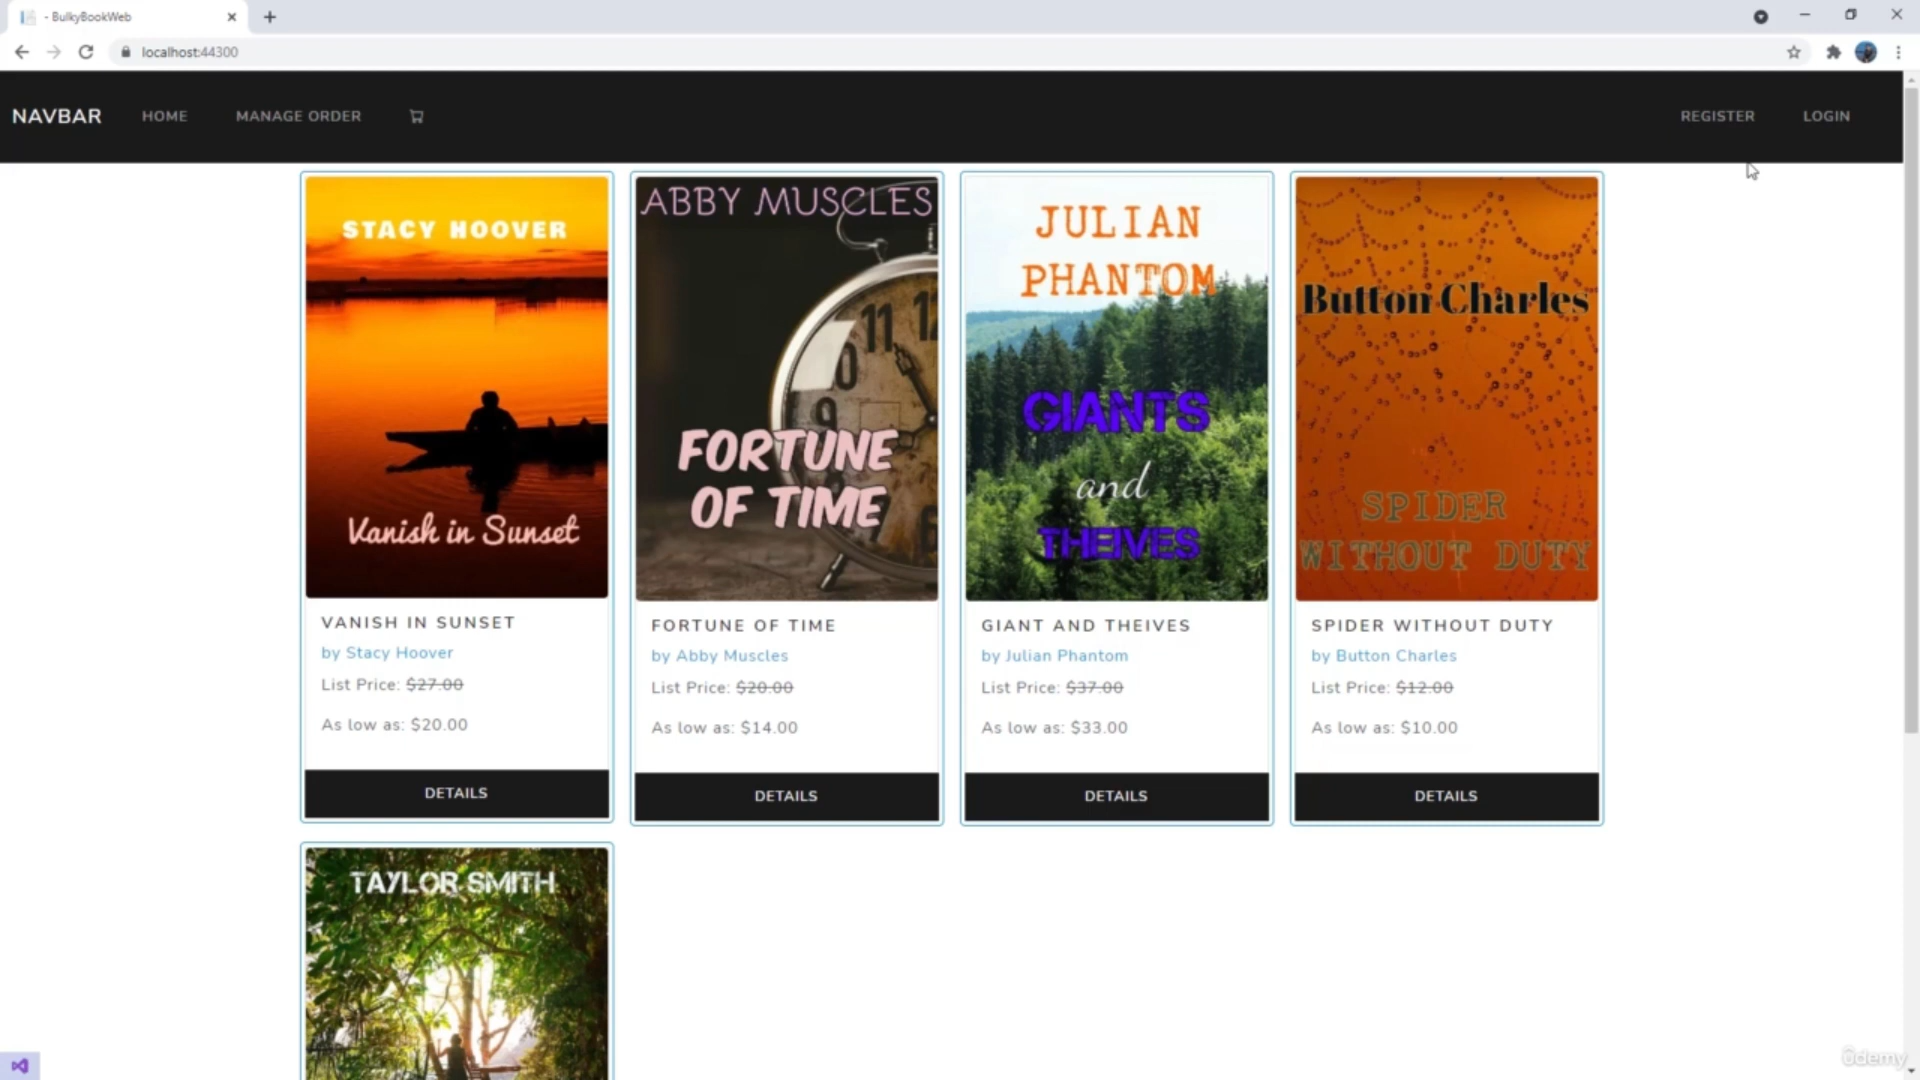 - BulkyBookWeb
localhost:44300
NAVBAR HOME MANAGE ORDER REGISTER LOGIN
STACY HOOVER
Vanish in Sunset
VANISH IN SUNSET
by Stacy Hoover
List Price: $27.00
As low as: $20.00
DETAILS
ABBY MUSCLES
11 12
9
6
FORTUNE
OF TIME
FORTUNE OF TIME
by Abby Muscles
List Price: $20.00
As low as: $14.00
DETAILS
JULIAN
PHANTOM
GIANTS
and
THEIVES
GIANT AND THEIVES
by Julian Phantom
List Price: $37.00
As low as: $33.00
DETAILS
Button Charles
SPIDER
WITHOUT DUTY
SPIDER WITHOUT DUTY
by Button Charles
List Price: $12.00
As low as: $10.00
DETAILS
TAYLOR SMITH
ûdemy